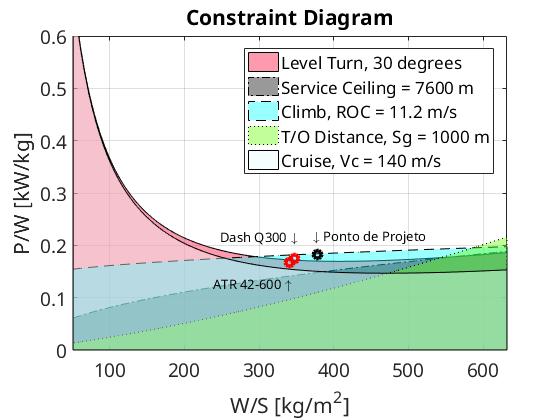 Constraint Diagram
0.6
0.5
0.4
0.3
0.2
0.1
0
P/W [kW/kg]
Level Turn, 30 degrees
Service Ceiling = 7600 m
Climb, ROC = 11.2 m/s
T/O Distance, Sg = 1000 m
Cruise, Vc = 140 m/s
Dash Q300 ↓ ↓ Ponto de Projeto
ATR 42-600 ↑
100 200 300 400 500 600
W/S [kg/m²]